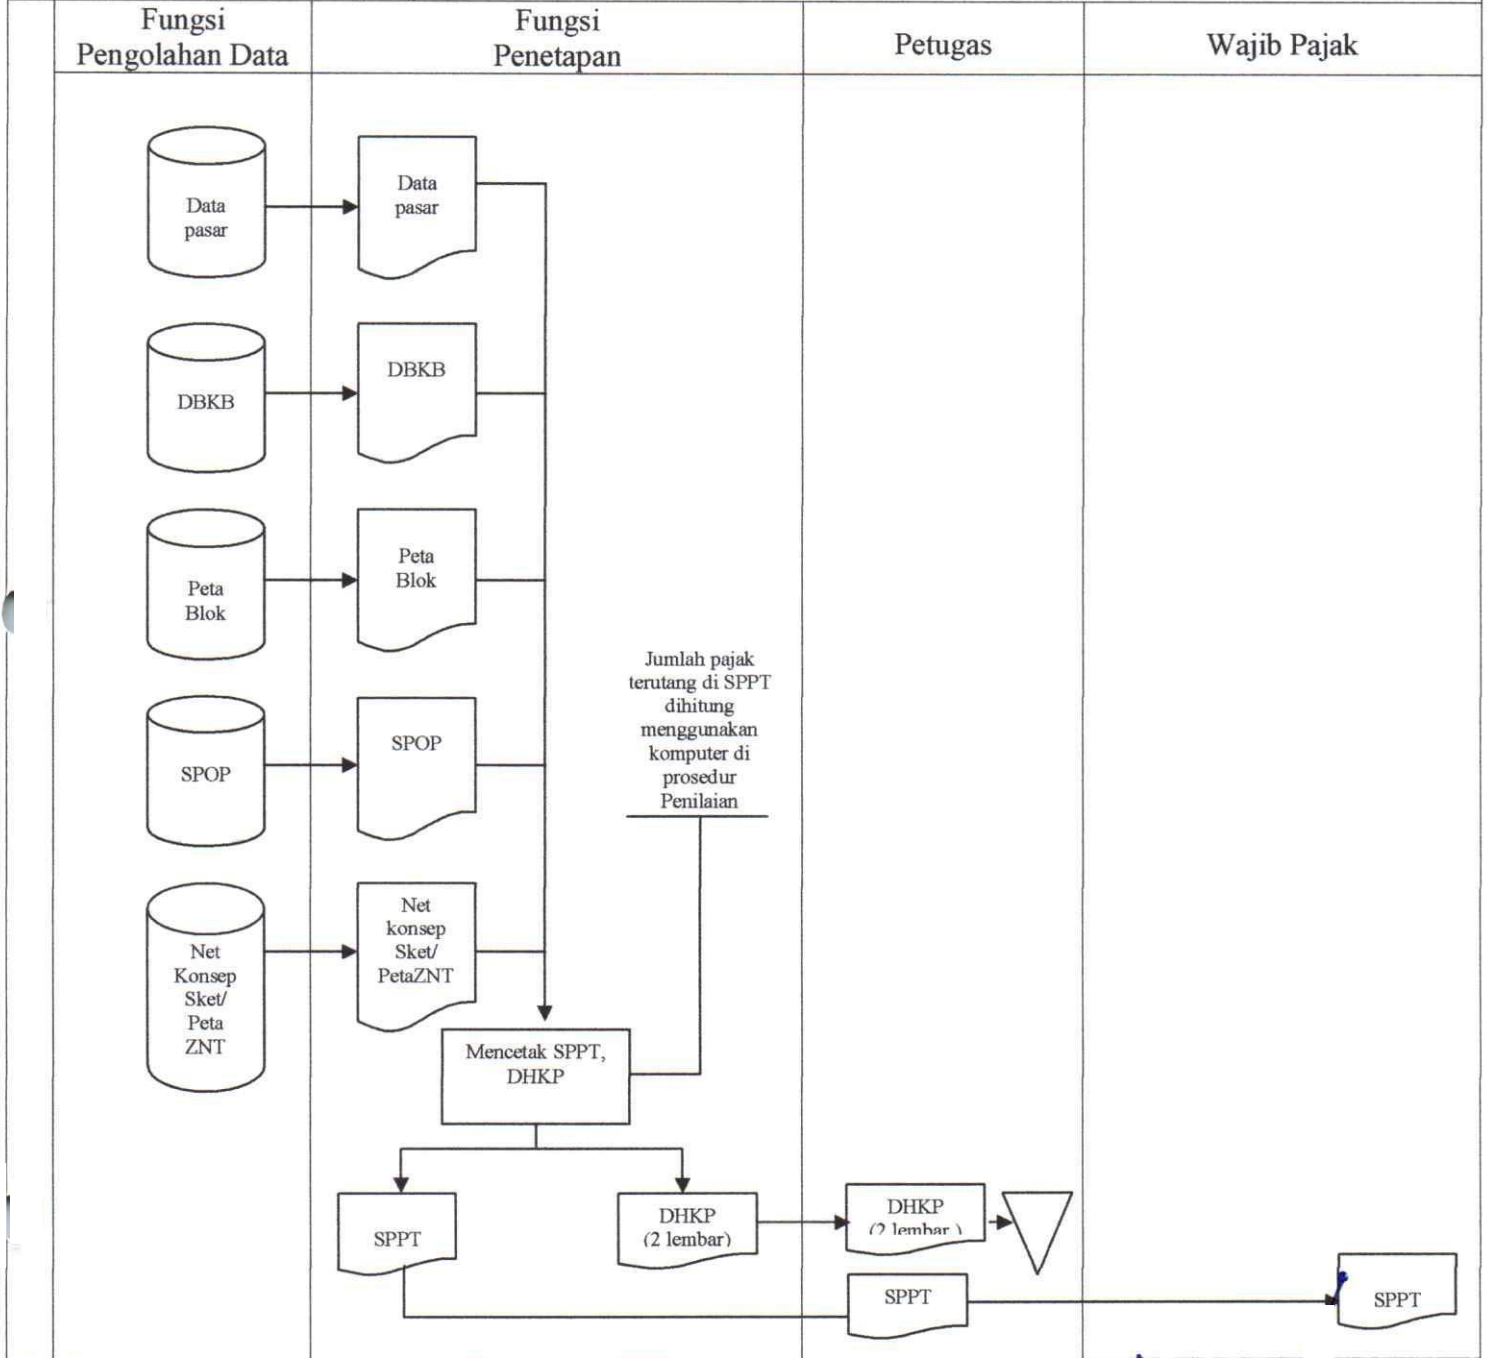 Fungsi
Pengolahan Data
Fungsi
Penetapan
Petugas
Wajib Pajak
Data
pasar
Data
pasar
DBKB
DBKB
Peta
Blok
Peta
Blok
SPOP
SPOP
Jumlah pajak
terutang di SPPT
dihitung
menggunakan
komputer di
prosedur
Penilaian
Net
Konsep
Sket/
Peta
ZNT
Net
konsep
Sket/
PetaZNT
Mencetak SPPT,
DHKP
SPPT
DHKP
(2 lembar)
DHKP
(2 lembar )
SPPT
SPPT